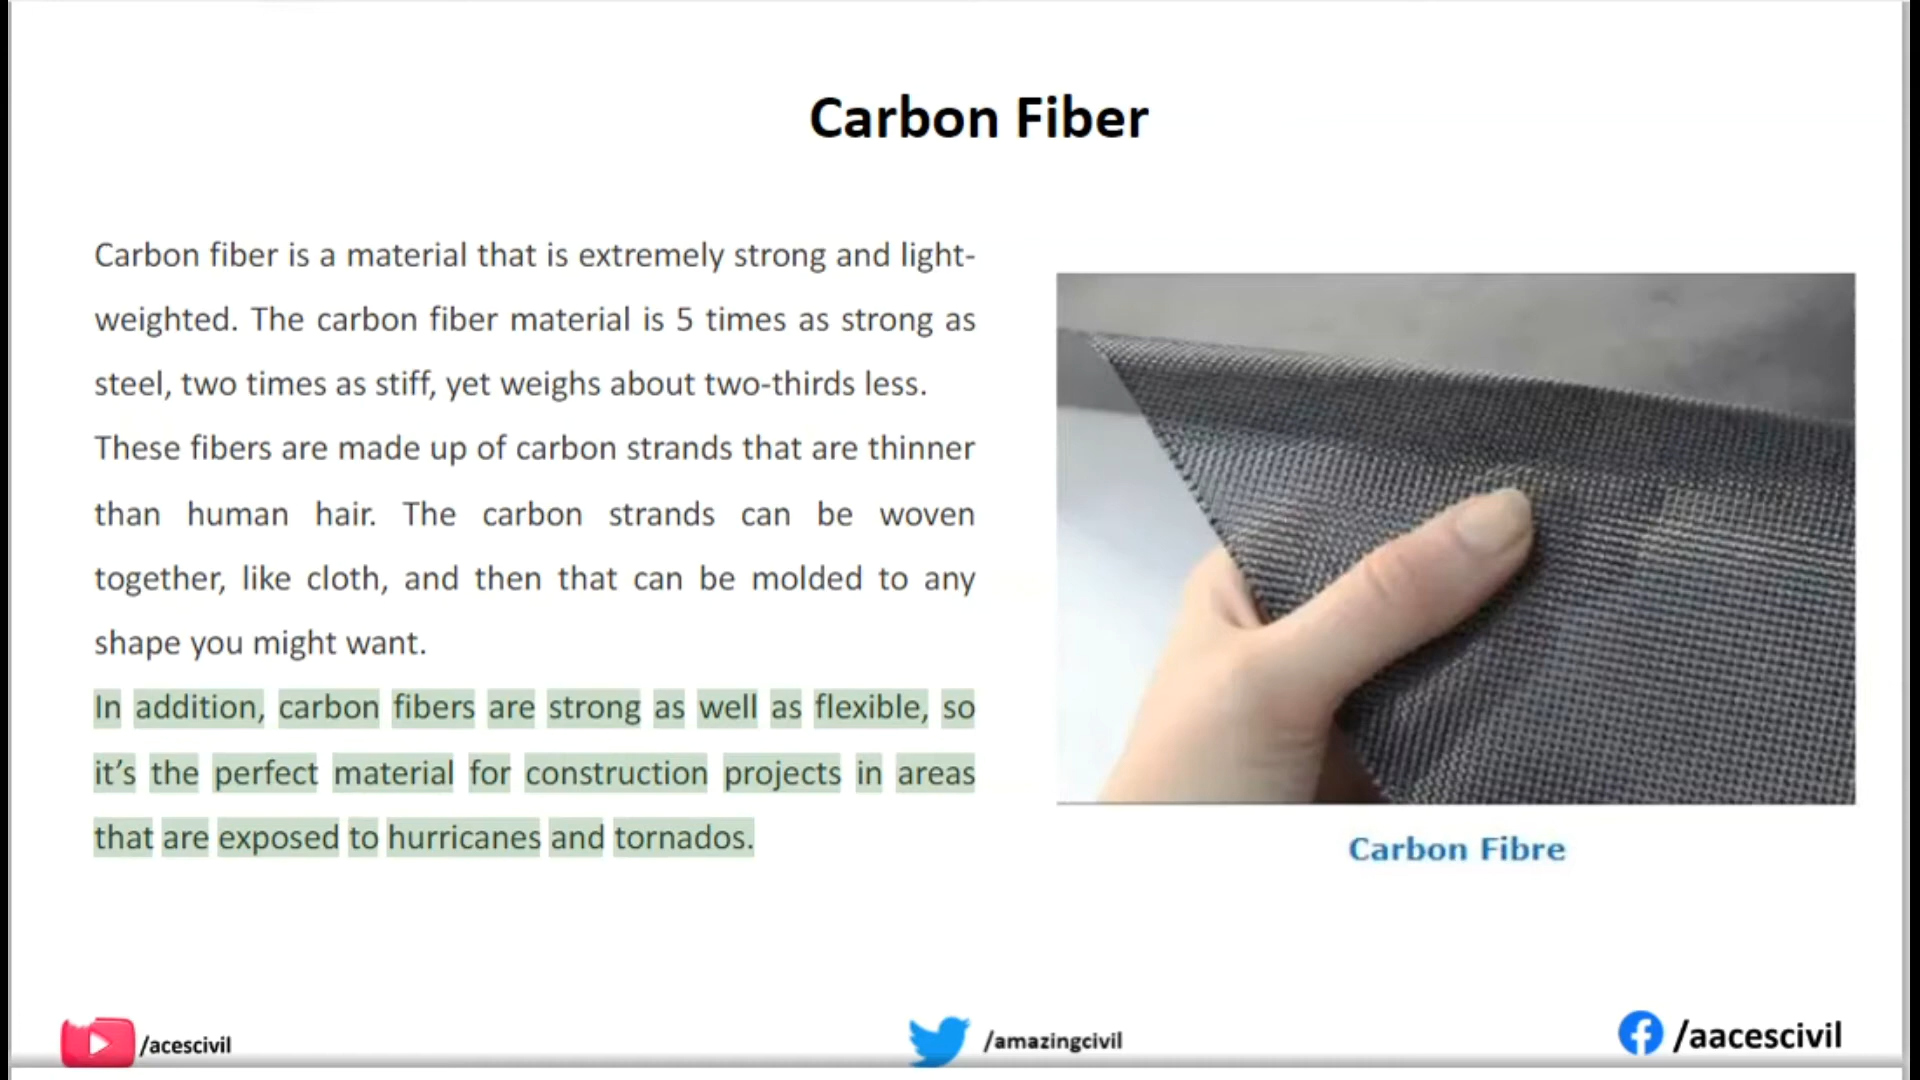 Carbon Fiber
Carbon fiber is a material that is extremely strong and light-
weighted. The carbon fiber material is 5 times as strong as
steel, two times as stiff, yet weighs about two-thirds less.
These fibers are made up of carbon strands that are thinner
than human hair. The carbon strands can be woven
together, like cloth, and then that can be molded to any
shape you might want.
In addition, carbon fibers are strong as well as flexible, so
it’s the perfect material for construction projects in areas
that are exposed to hurricanes and tornados.
Carbon Fibre
/acescivil
/amazingcivil
/aacescivil